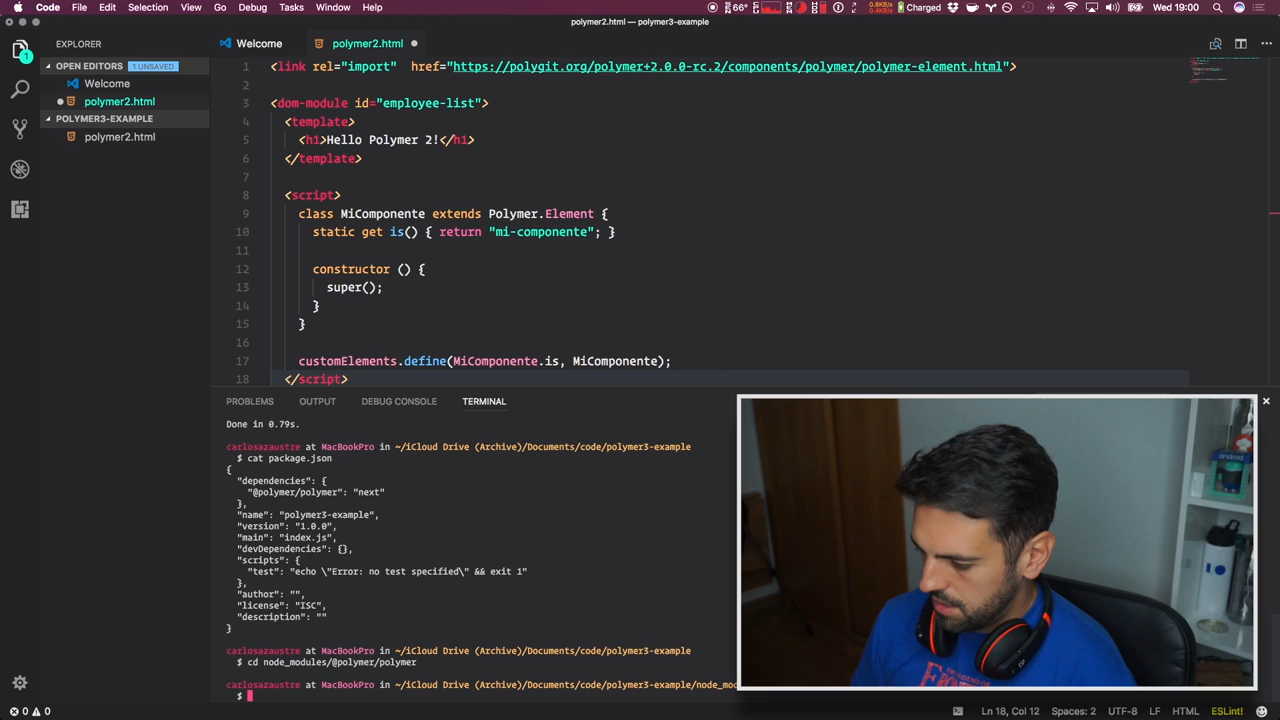 Code File Edit Selection View Go Debug Tasks Window Help 66° 0.8KB/s 0.4KB/s Charged Wed 19:00
polymer2.html — polymer3-example
EXPLORER
Welcome
polymer2.html
OPEN EDITORS 1 UNSAVED
Welcome
polymer2.html
POLYMER3-EXAMPLE
polymer2.html
1 <link rel="import" href="https://polygit.org/polymer+2.0.0-rc.2/components/polymer/polymer-element.html">
2
3 <dom-module id="employee-list">
4 <template>
5 <h1>Hello Polymer 2!</h1>
6 </template>
7
8 <script>
9 class MiComponente extends Polymer.Element {
10 static get is() { return "mi-componente"; }
11
12 constructor () {
13 super();
14 }
15 }
16
17 customElements.define(MiComponente.is, MiComponente);
18 </script>
PROBLEMS OUTPUT DEBUG CONSOLE TERMINAL
Done in 0.79s.
carlosazaustre at MacBookPro in ~/iCloud Drive (Archive)/Documents/code/polymer3-example
$ cat package.json
{
"dependencies": {
"@polymer/polymer": "next"
},
"name": "polymer3-example",
"version": "1.0.0",
"main": "index.js",
"devDependencies": {},
"scripts": {
"test": "echo \"Error: no test specified\" && exit 1"
},
"author": "",
"license": "ISC",
"description": ""
}
carlosazaustre at MacBookPro in ~/iCloud Drive (Archive)/Documents/code/polymer3-example
$ cd node_modules/@polymer/polymer
carlosazaustre at MacBookPro in ~/iCloud Drive (Archive)/Documents/code/polymer3-example/node_mod
$
android
0 0 Ln 18, Col 12 Spaces: 2 UTF-8 LF HTML ESLint!